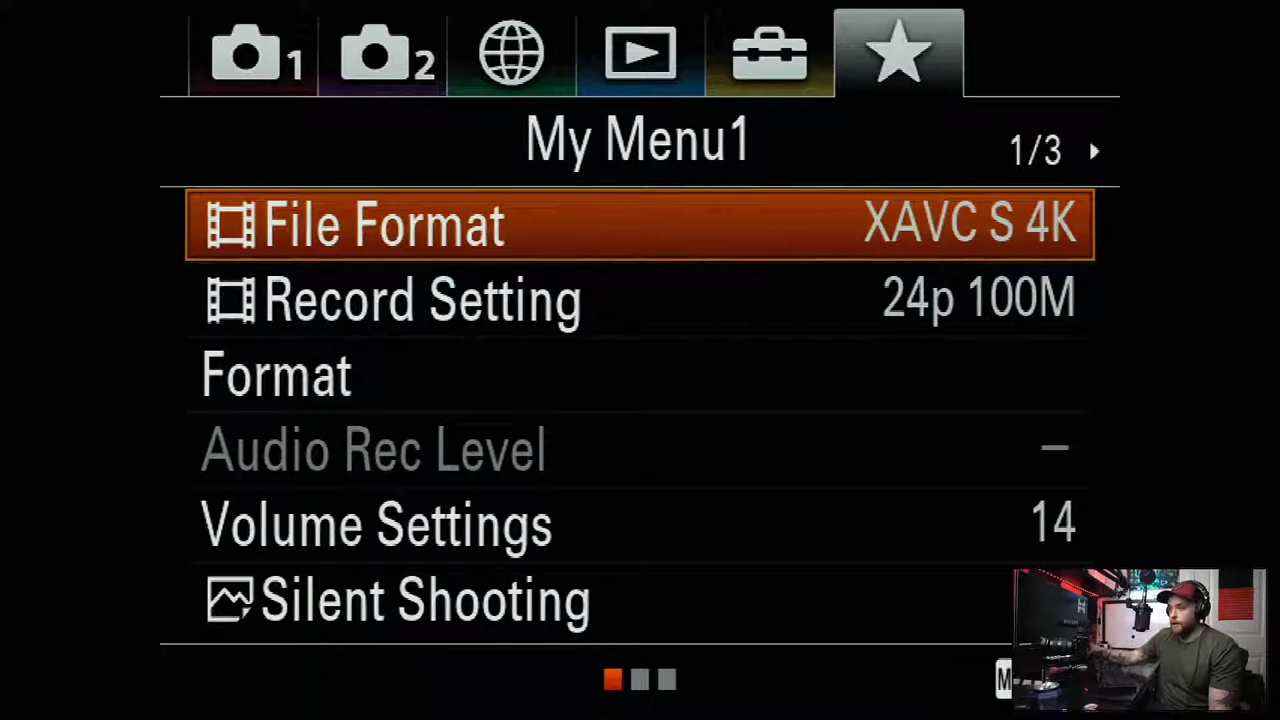 1
2
My Menu1
1/3
File Format XAVC S 4K
Record Setting 24p 100M
Format
Audio Rec Level –
Volume Settings 14
Silent Shooting